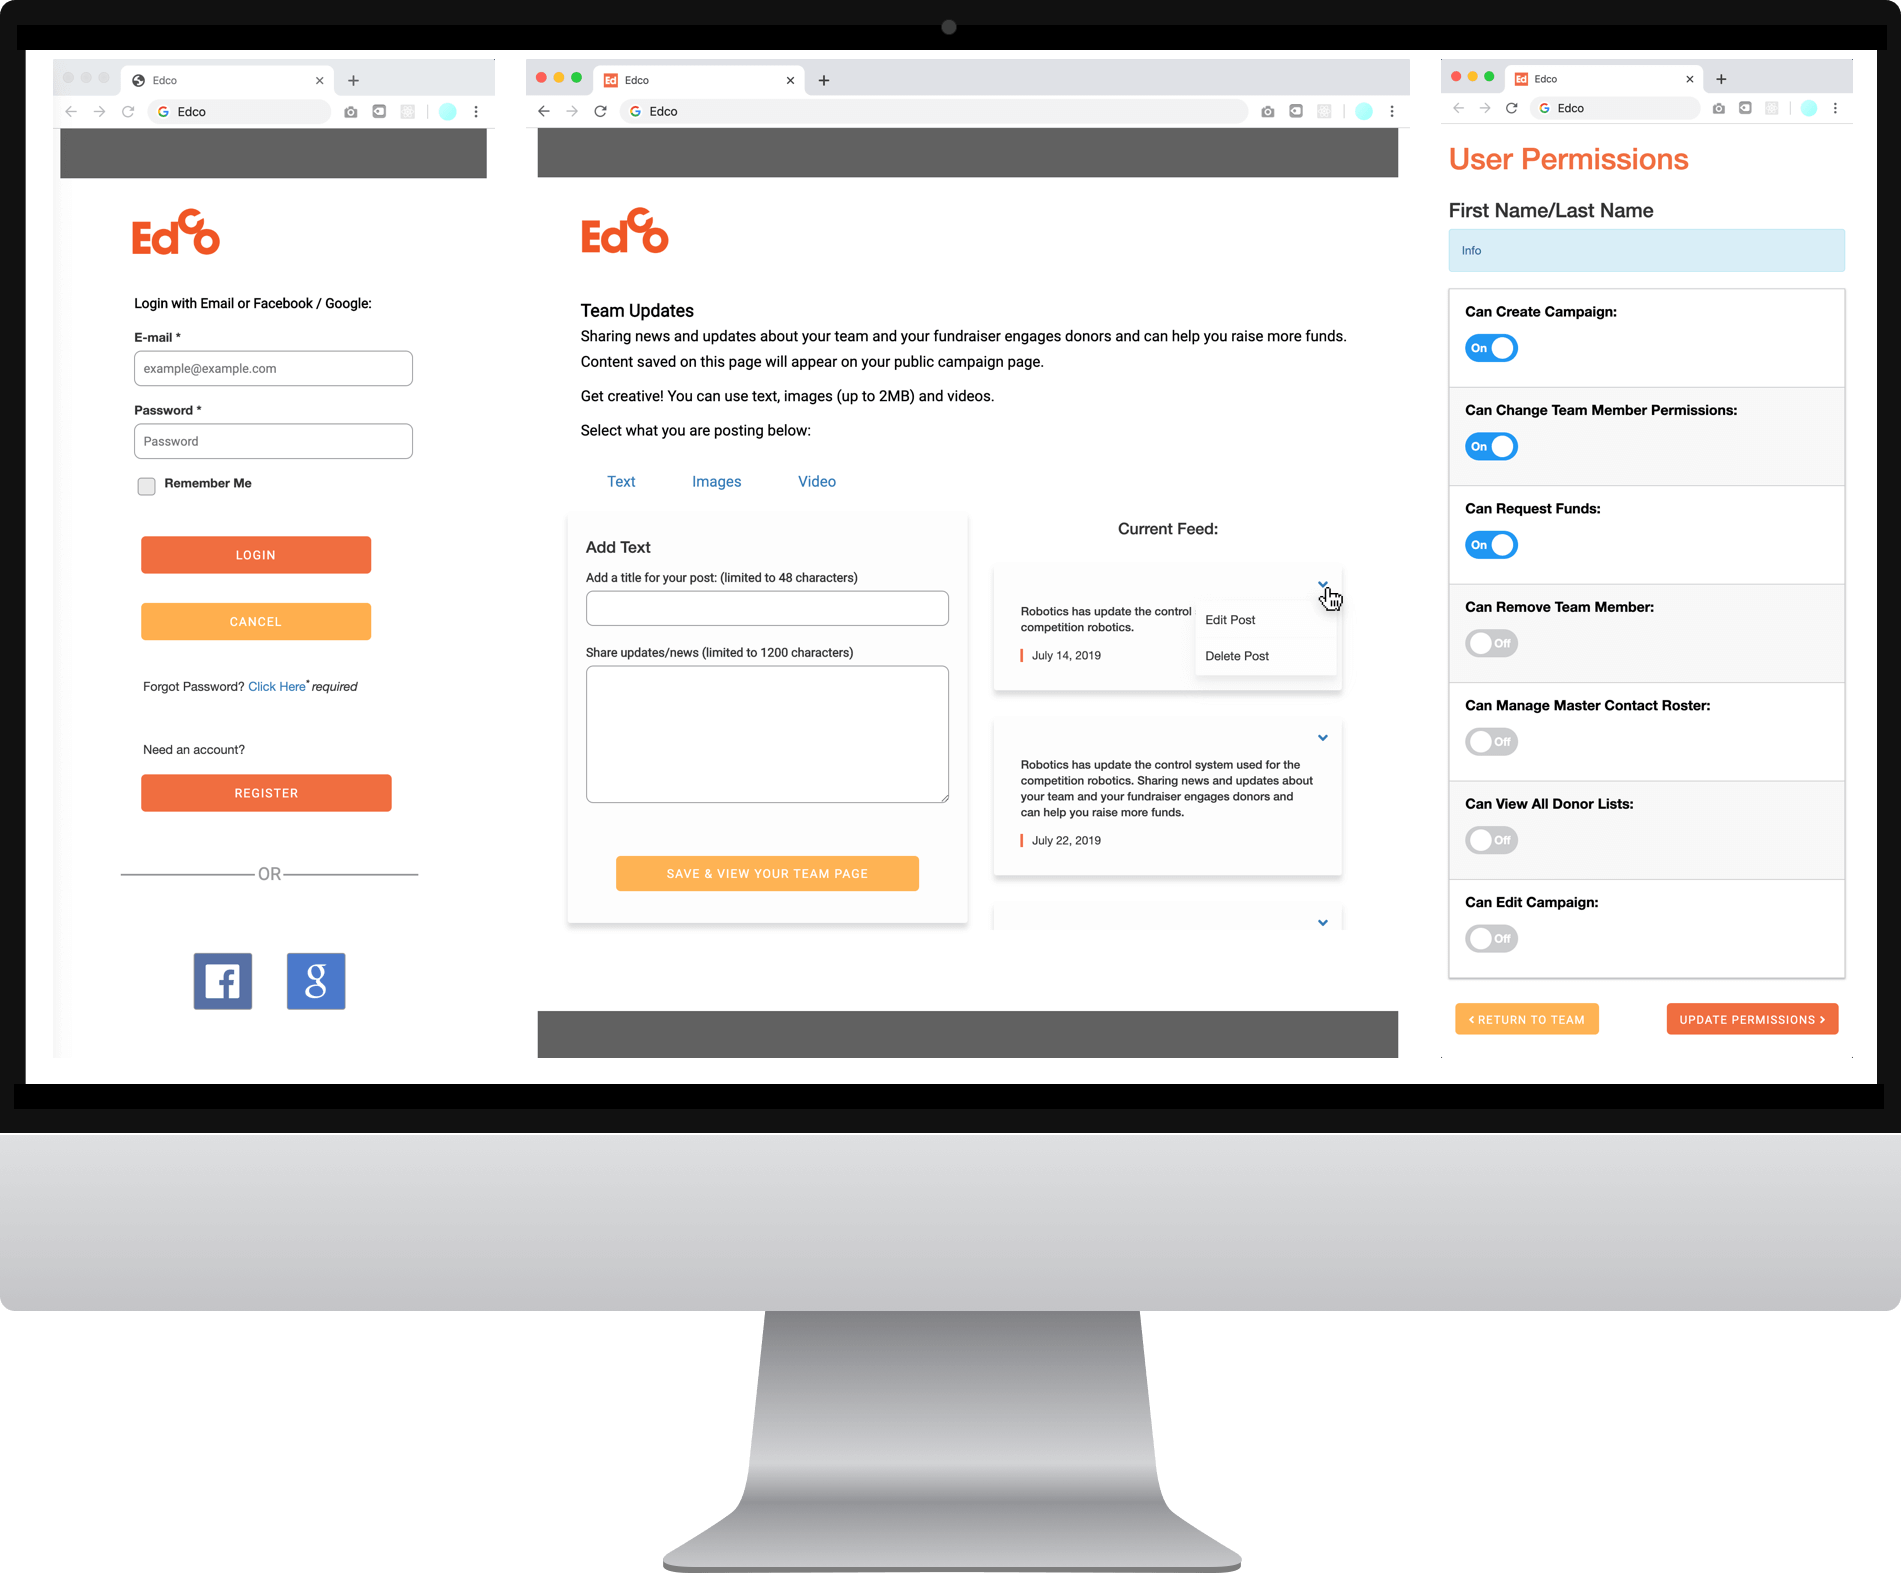 Edco
Edco
EdCo
Login with Email or Facebook / Google:
E-mail *
example@example.com
Password *
Password
Remember Me
LOGIN
CANCEL
Forgot Password? Click Here* required
Need an account?
REGISTER
OR
g
Ed Edco
Edco
EdCo
Team Updates
Sharing news and updates about your team and your fundraiser engages donors and can help you raise more funds.
Content saved on this page will appear on your public campaign page.
Get creative! You can use text, images (up to 2MB) and videos.
Select what you are posting below:
Text Images Video
Add Text
Add a title for your post: (limited to 48 characters)
Share updates/news (limited to 1200 characters)
SAVE & VIEW YOUR TEAM PAGE
Current Feed:
Robotics has update the control
competition robotics.
July 14, 2019
Edit Post
Delete Post
Robotics has update the control system used for the
competition robotics. Sharing news and updates about
your team and your fundraiser engages donors and
can help you raise more funds.
July 22, 2019
Ed Edco
Edco
User Permissions
First Name/Last Name
Info
Can Create Campaign:
On
Can Change Team Member Permissions:
On
Can Request Funds:
On
Can Remove Team Member:
Off
Can Manage Master Contact Roster:
Off
Can View All Donor Lists:
Off
Can Edit Campaign:
Off
< RETURN TO TEAM
UPDATE PERMISSIONS >